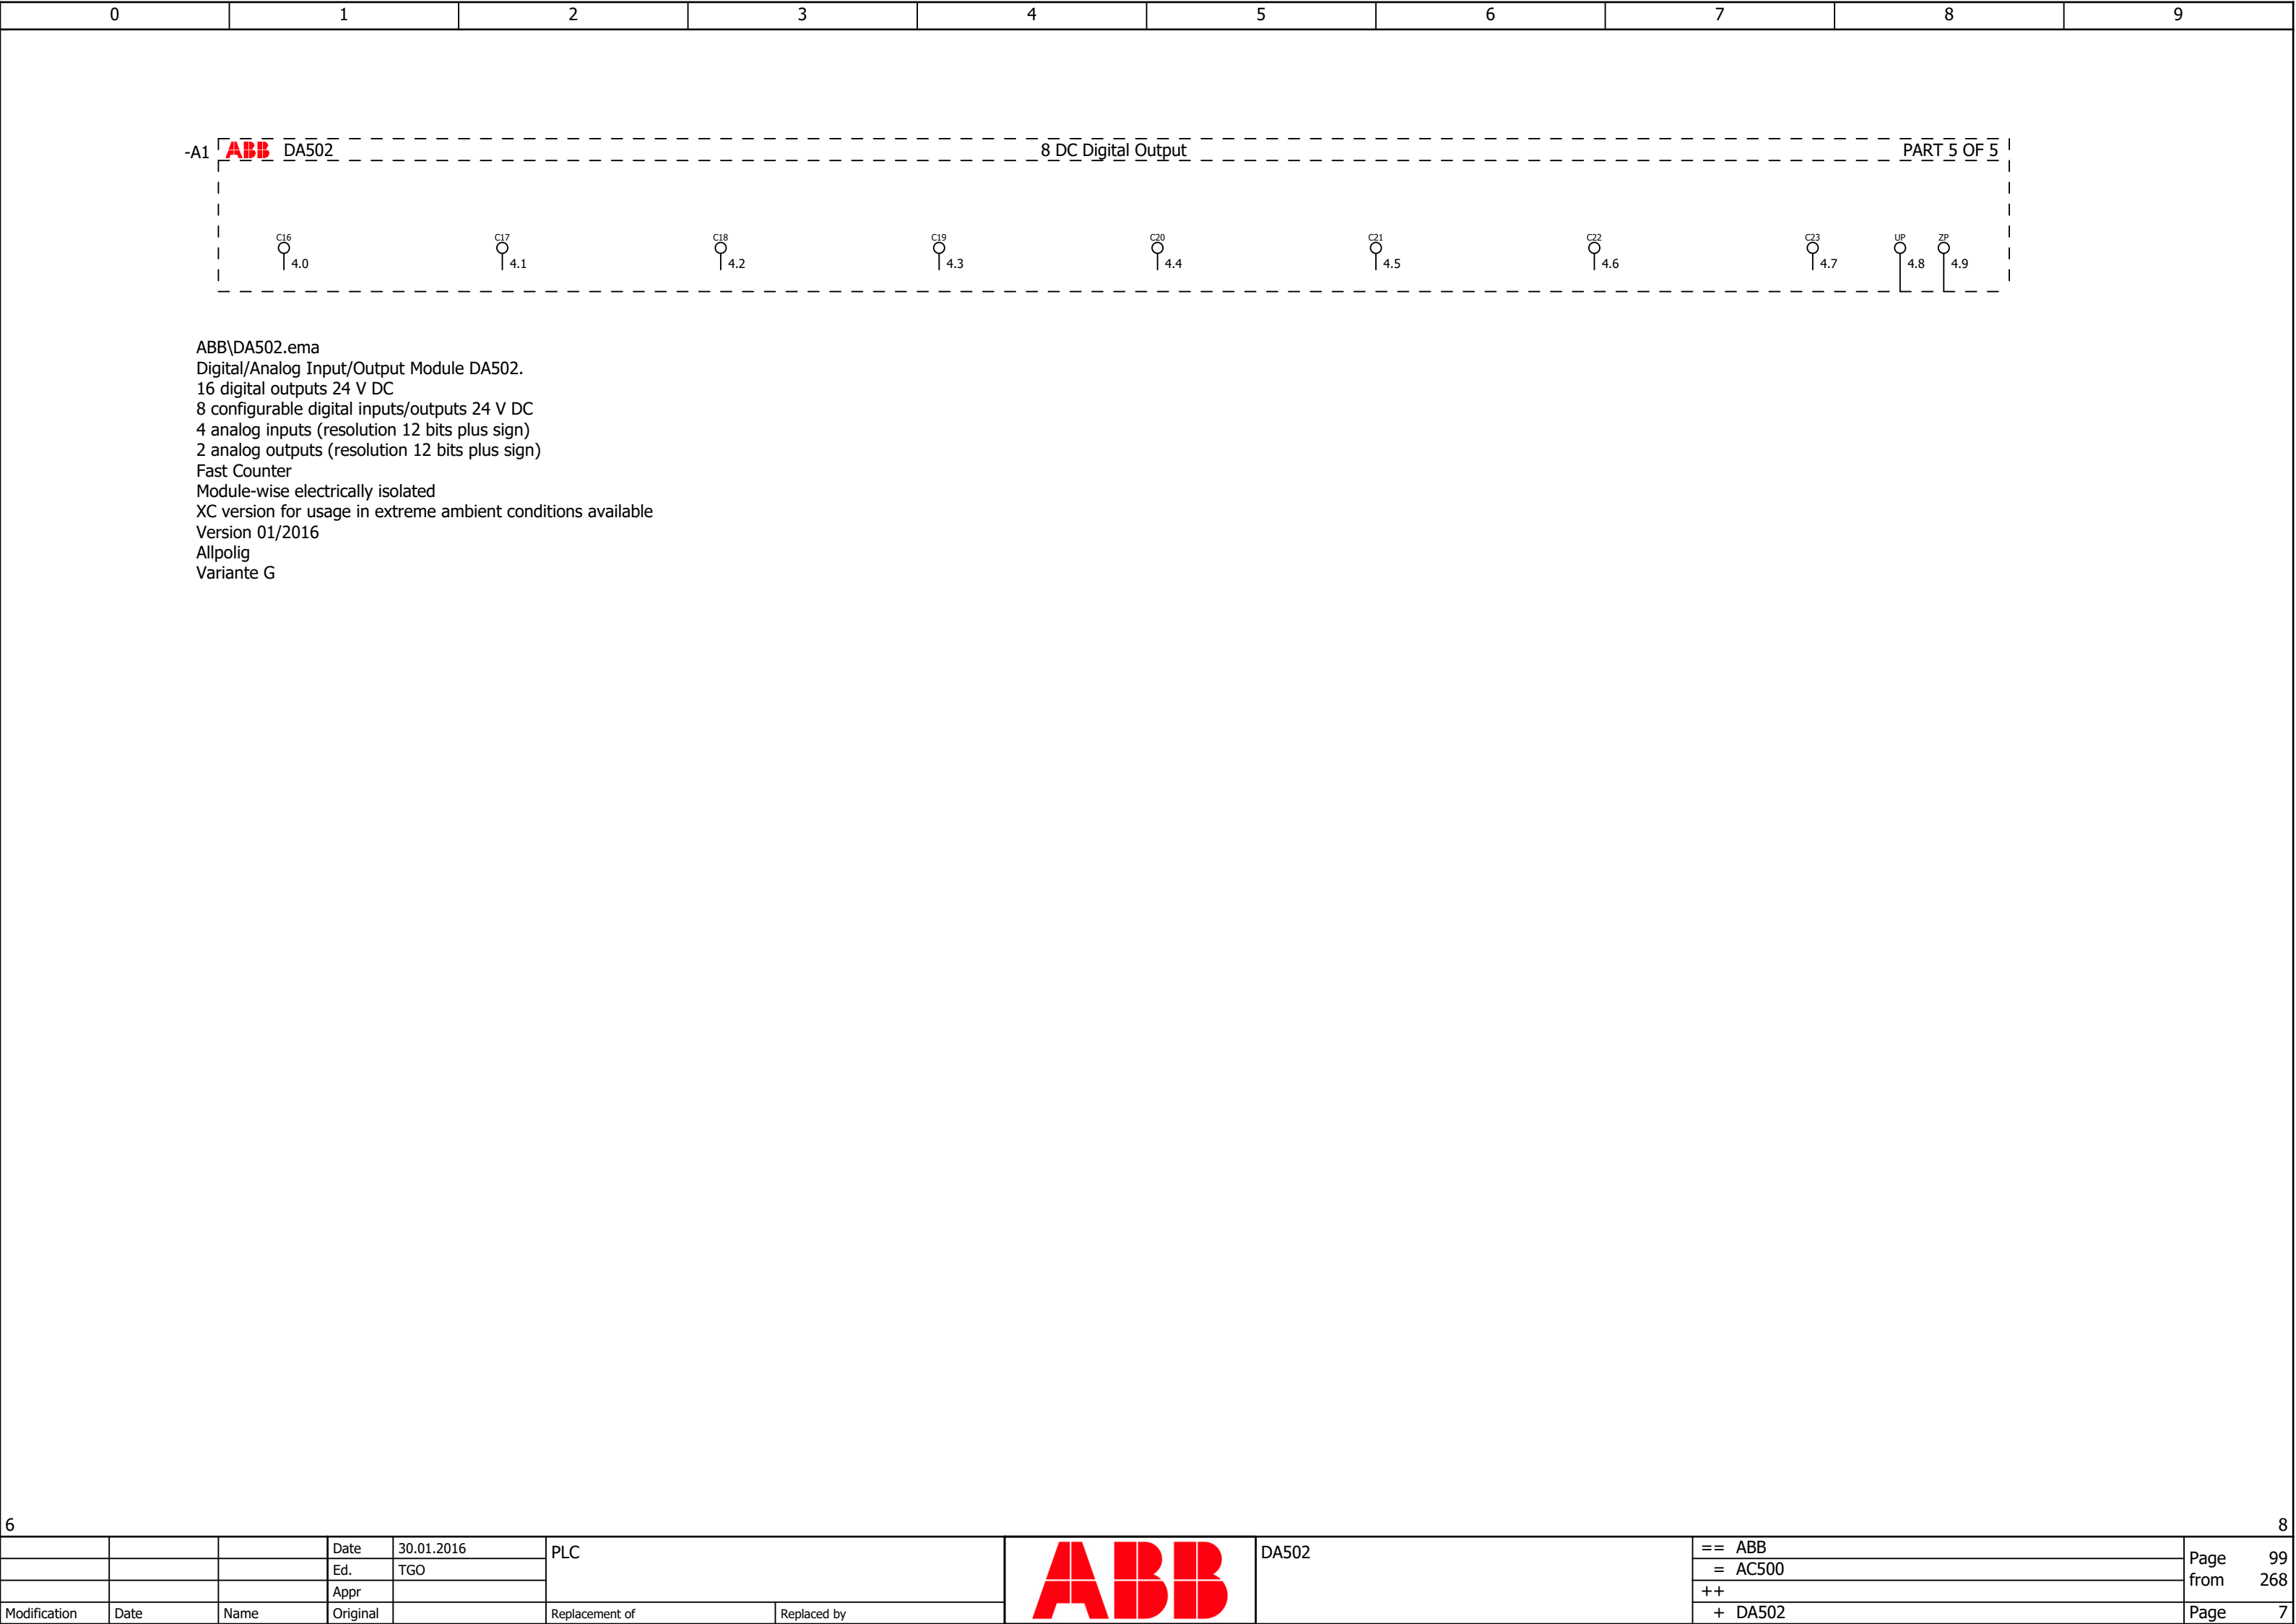 0 1 2 3 4 5 6 7 8 9
-A1 ABB DA502 8 DC Digital Output PART 5 OF 5
C16 C17 C18 C19 C20 C21 C22 C23 UP ZP
4.0 4.1 4.2 4.3 4.4 4.5 4.6 4.7 4.8 4.9
ABB\DA502.ema
Digital/Analog Input/Output Module DA502.
16 digital outputs 24 V DC
8 configurable digital inputs/outputs 24 V DC
4 analog inputs (resolution 12 bits plus sign)
2 analog outputs (resolution 12 bits plus sign)
Fast Counter
Module-wise electrically isolated
XC version for usage in extreme ambient conditions available
Version 01/2016
Allpolig
Variante G
6 8
Date 30.01.2016
Ed. TGO
Appr
Modification Date Name Original
PLC
Replacement of Replaced by
ABB
DA502
== ABB
= AC500
++
+ DA502
Page 99
from 268
Page 7